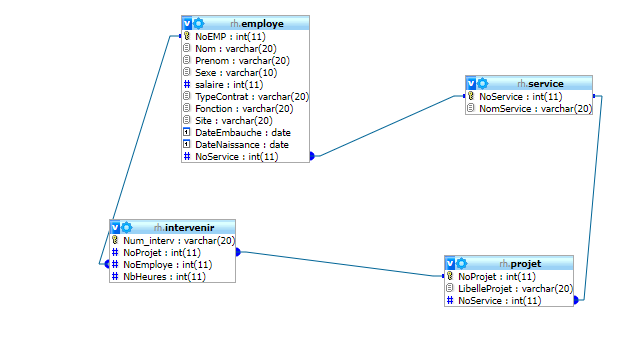 rh.employe
NoEMP : int(11)
Nom : varchar(20)
Prenom : varchar(20)
Sexe : varchar(10)
# salaire : int(11)
TypeContrat : varchar(20)
Fonction : varchar(20)
Site : varchar(20)
DateEmbauche : date
DateNaissance : date
# NoService : int(11)
rh.service
NoService : int(11)
NomService : varchar(20)
rh.intervenir
Num_interv : varchar(20)
# NoProjet : int(11)
# NoEmploye : int(11)
# NbHeures : int(11)
rh.projet
NoProjet : int(11)
LibelleProjet : varchar(20)
# NoService : int(11)